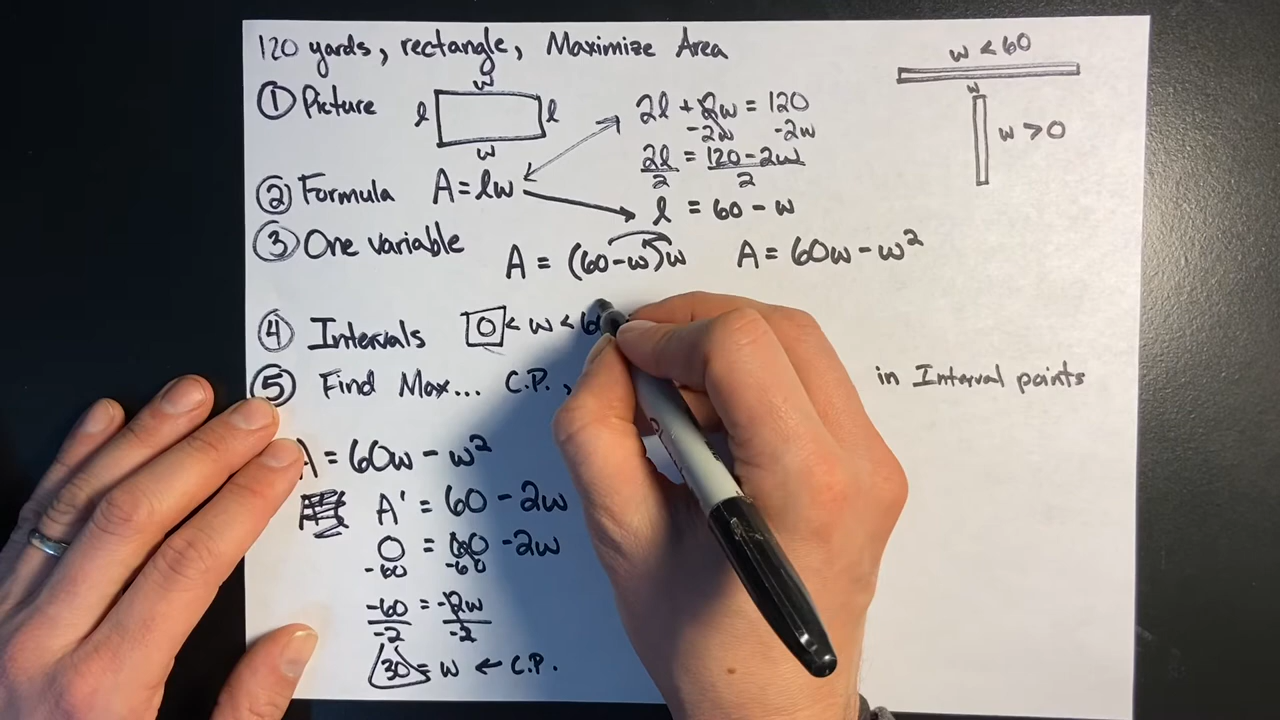 120 yards, rectangle, Maximize Area
w < 60
① Picture
w
l
l
w
2l + 2w = 120
-2w -2w
2l = 120 - 2w
2 2
l = 60 - w
w
w > 0
② Formula A = lw
③ One variable
A = (60 - w)w A = 60w - w²
④ Intervals 0 < w < 60
⑤ Find Max... C.P., in Interval points
A = 60w - w²
A' = 60 - 2w
0 = 60 - 2w
-60 -60
-60 = -2w
-2 -2
30 = w ← C.P.